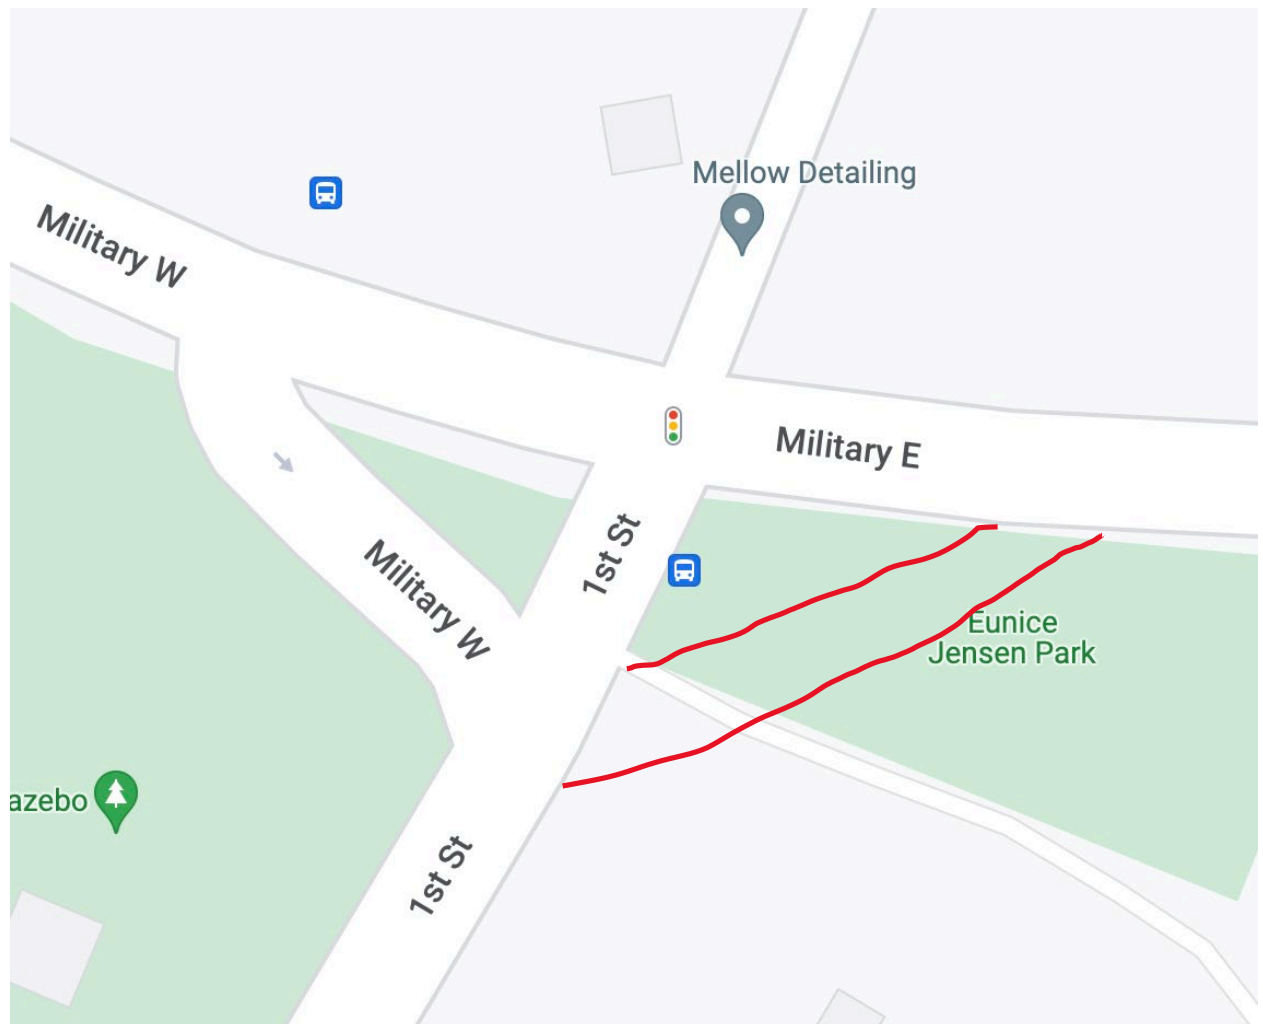 Mellow Detailing
Military W
Military E
1st St
Military W
Eunice
Jensen Park
azebo
1st St